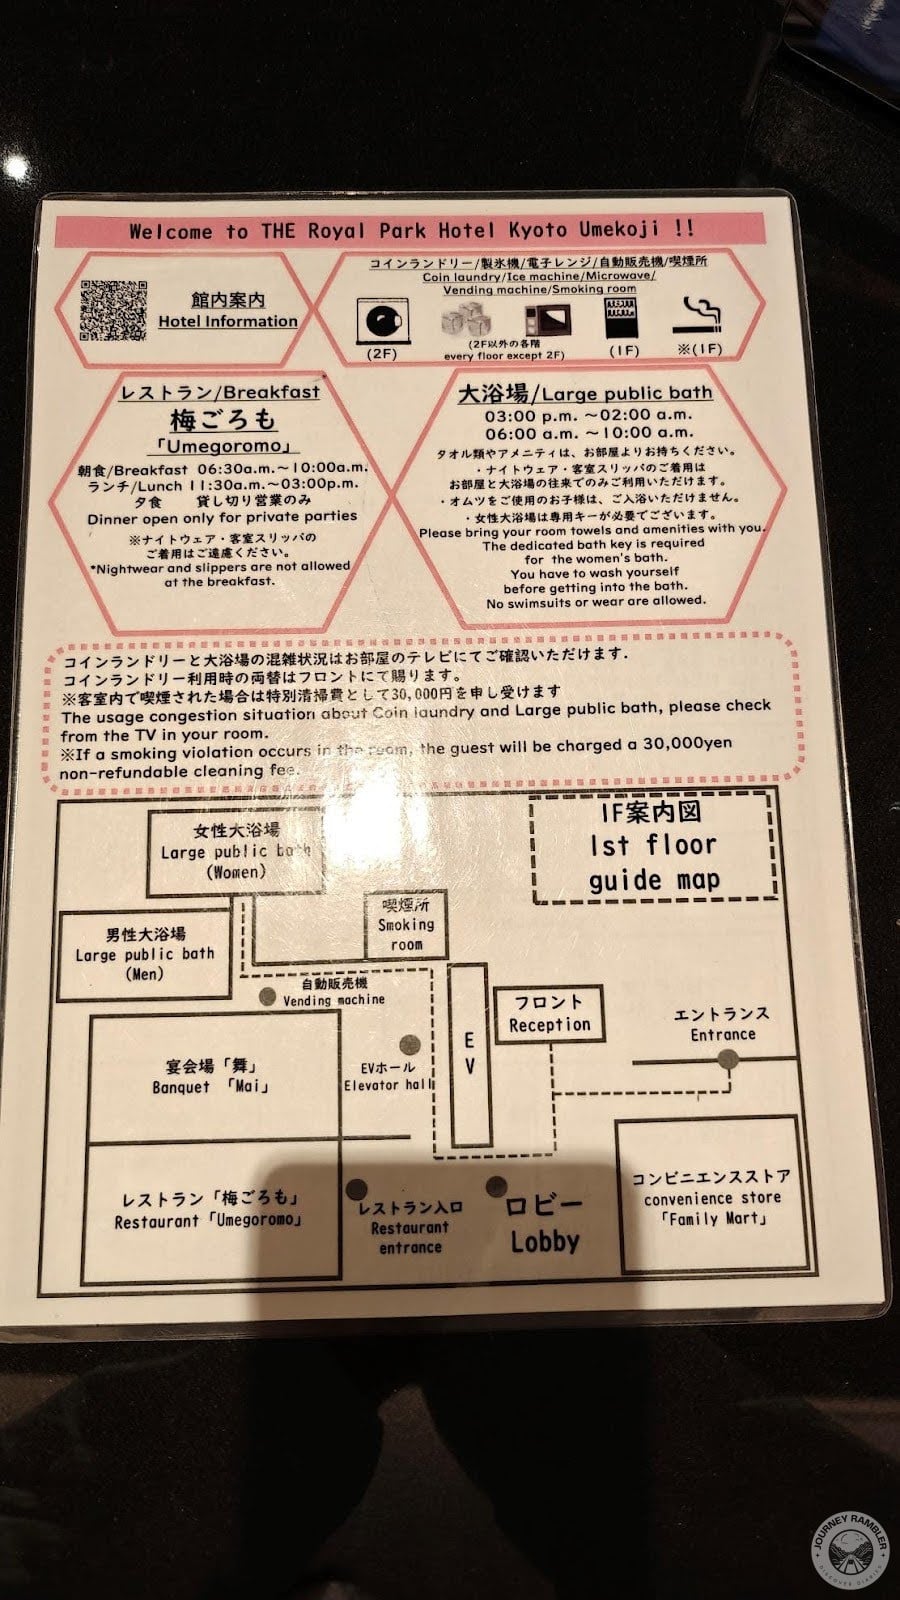 Welcome to THE Royal Park Hotel Kyoto Umekoji !!
館内案内
Hotel Information
コインランドリー/製氷機/電子レンジ/自動販売機/喫煙所
Coin laundry/Ice machine/Microwave/
Vending machine/Smoking room
(2F)
(2F以外の各階
every floor except 2F)
(1F)
※(1F)
レストラン/Breakfast
梅ごろも
「Umegoromo」
朝食/Breakfast 06:30a.m.～10:00a.m.
ランチ/Lunch 11:30a.m.～03:00p.m.
夕食 貸し切り営業のみ
Dinner open only for private parties
※ナイトウェア・客室スリッパの
ご着用はご遠慮ください。
*Nightwear and slippers are not allowed
at the breakfast.
大浴場/Large public bath
03:00 p.m. ～02:00 a.m.
06:00 a.m. ～10:00 a.m.
タオル類やアメニティは、お部屋よりお持ちください。
・ナイトウェア・客室スリッパのご着用は
お部屋と大浴場の往来でのみご利用いただけます。
・オムツをご使用のお子様は、ご入浴いただけません。
・女性大浴場は専用キーが必要でございます。
Please bring your room towels and amenities with you.
The dedicated bath key is required
for the women's bath.
You have to wash yourself
before getting into the bath.
No swimsuits or wear are allowed.
コインランドリーと大浴場の混雑状況はお部屋のテレビにてご確認いただけます.
コインランドリー利用時の両替はフロントにて賜ります。
※客室内で喫煙された場合は特別清掃費として30,000円を申し受けます
The usage congestion situation about Coin laundry and Large public bath, please check
from the TV in your room.
※If a smoking violation occurs in the room, the guest will be charged a 30,000yen
non-refundable cleaning fee.
1F案内図
1st floor
guide map
女性大浴場
Large public bath
(Women)
喫煙所
Smoking
room
男性大浴場
Large public bath
(Men)
自動販売機
Vending machine
フロント
Reception
エントランス
Entrance
EV
宴会場「舞」
Banquet 「Mai」
EVホール
Elevator hall
レストラン「梅ごろも」
Restaurant「Umegoromo」
レストラン入口
Restaurant
entrance
ロビー
Lobby
コンビニエンスストア
convenience store
「Family Mart」
JOURNEY RAMBLER
DISCOVER DIARIES